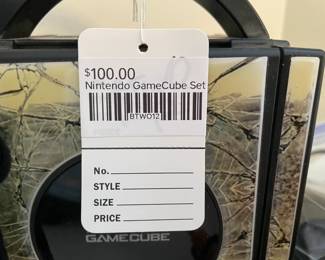 $100.00
Nintendo GameCube Set
BTWO12
No.
STYLE
SIZE
PRICE
GAMECUBE